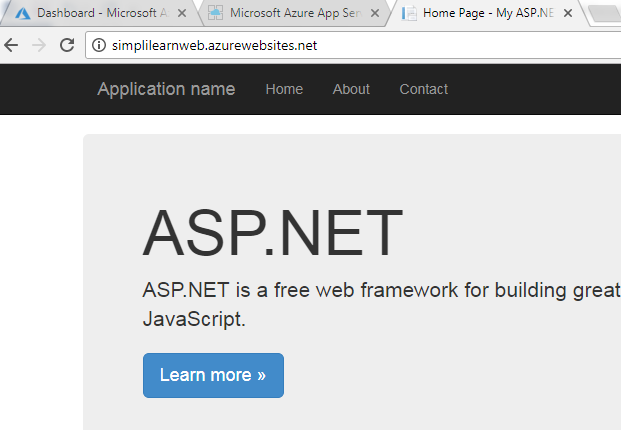 Dashboard - Microsoft A
Microsoft Azure App Ser
Home Page - My ASP.NE
simplilearnweb.azurewebsites.net
Application name Home About Contact
ASP.NET
ASP.NET is a free web framework for building great
JavaScript.
Learn more »